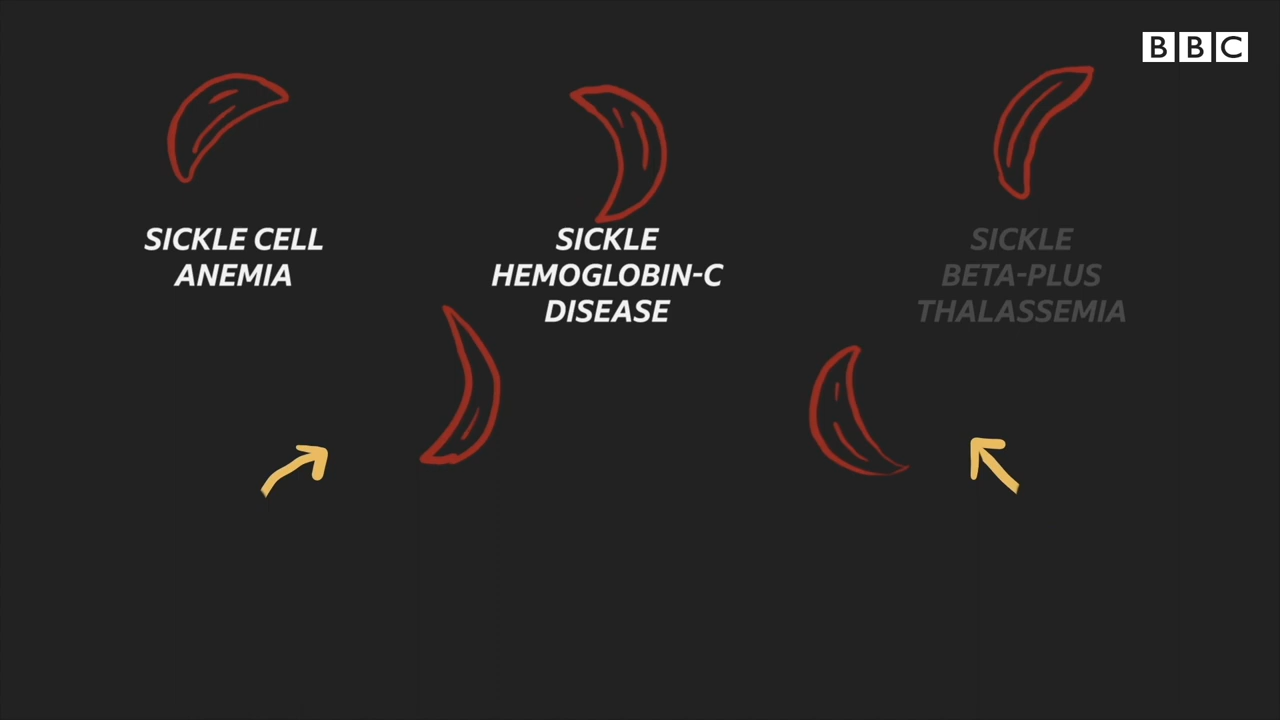 BBC
SICKLE CELL
ANEMIA
SICKLE
HEMOGLOBIN-C
DISEASE
SICKLE
BETA-PLUS
THALASSEMIA